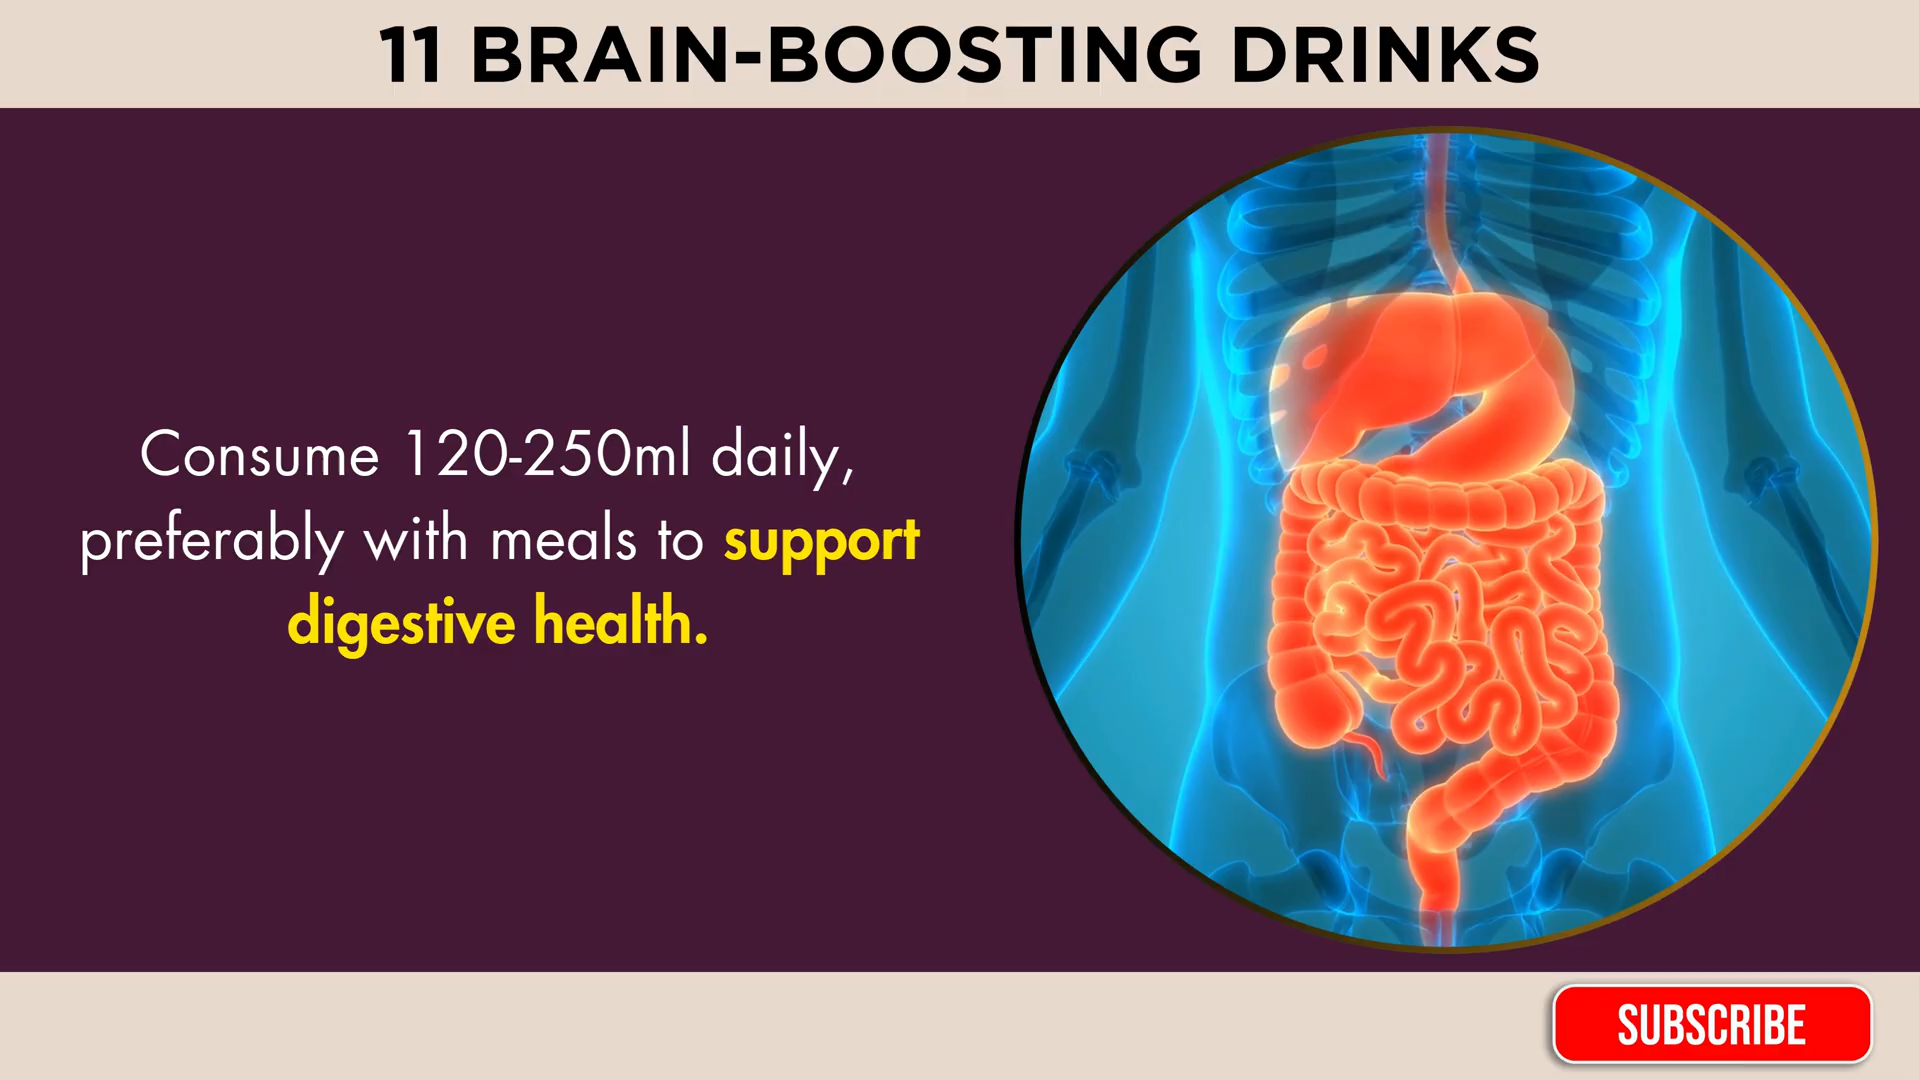 11 BRAIN-BOOSTING DRINKS
Consume 120-250ml daily,
preferably with meals to support
digestive health.
SUBSCRIBE